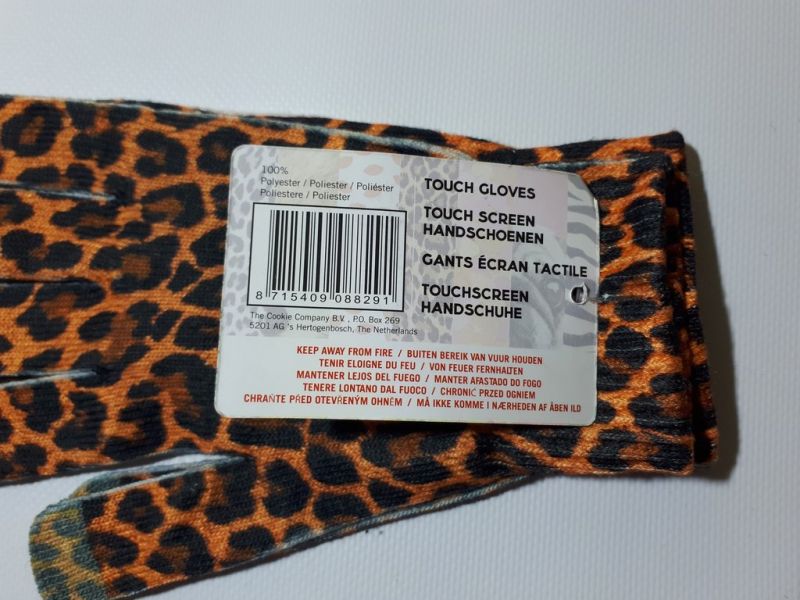 100%
Polyester / Poliester / Poliéster
Poliestere / Poliester
8 715409 088291
The Cookie Company B.V., P.O. Box 269
5201 AG 's Hertogenbosch, The Netherlands
TOUCH GLOVES
TOUCH SCREEN
HANDSCHOENEN
GANTS ÉCRAN TACTILE
TOUCHSCREEN
HANDSCHUHE
KEEP AWAY FROM FIRE / BUITEN BEREIK VAN VUUR HOUDEN
TENIR ELOIGNE DU FEU / VON FEUER FERNHALTEN
MANTENER LEJOS DEL FUEGO / MANTER AFASTADO DO FOGO
TENERE LONTANO DAL FUOCO / CHRONIĆ PRZED OGNIEM
CHRAŇTE PŘED OTEVŘENÝM OHNĚM / MÅ IKKE KOMME I NÆRHEDEN AF ÅBEN ILD